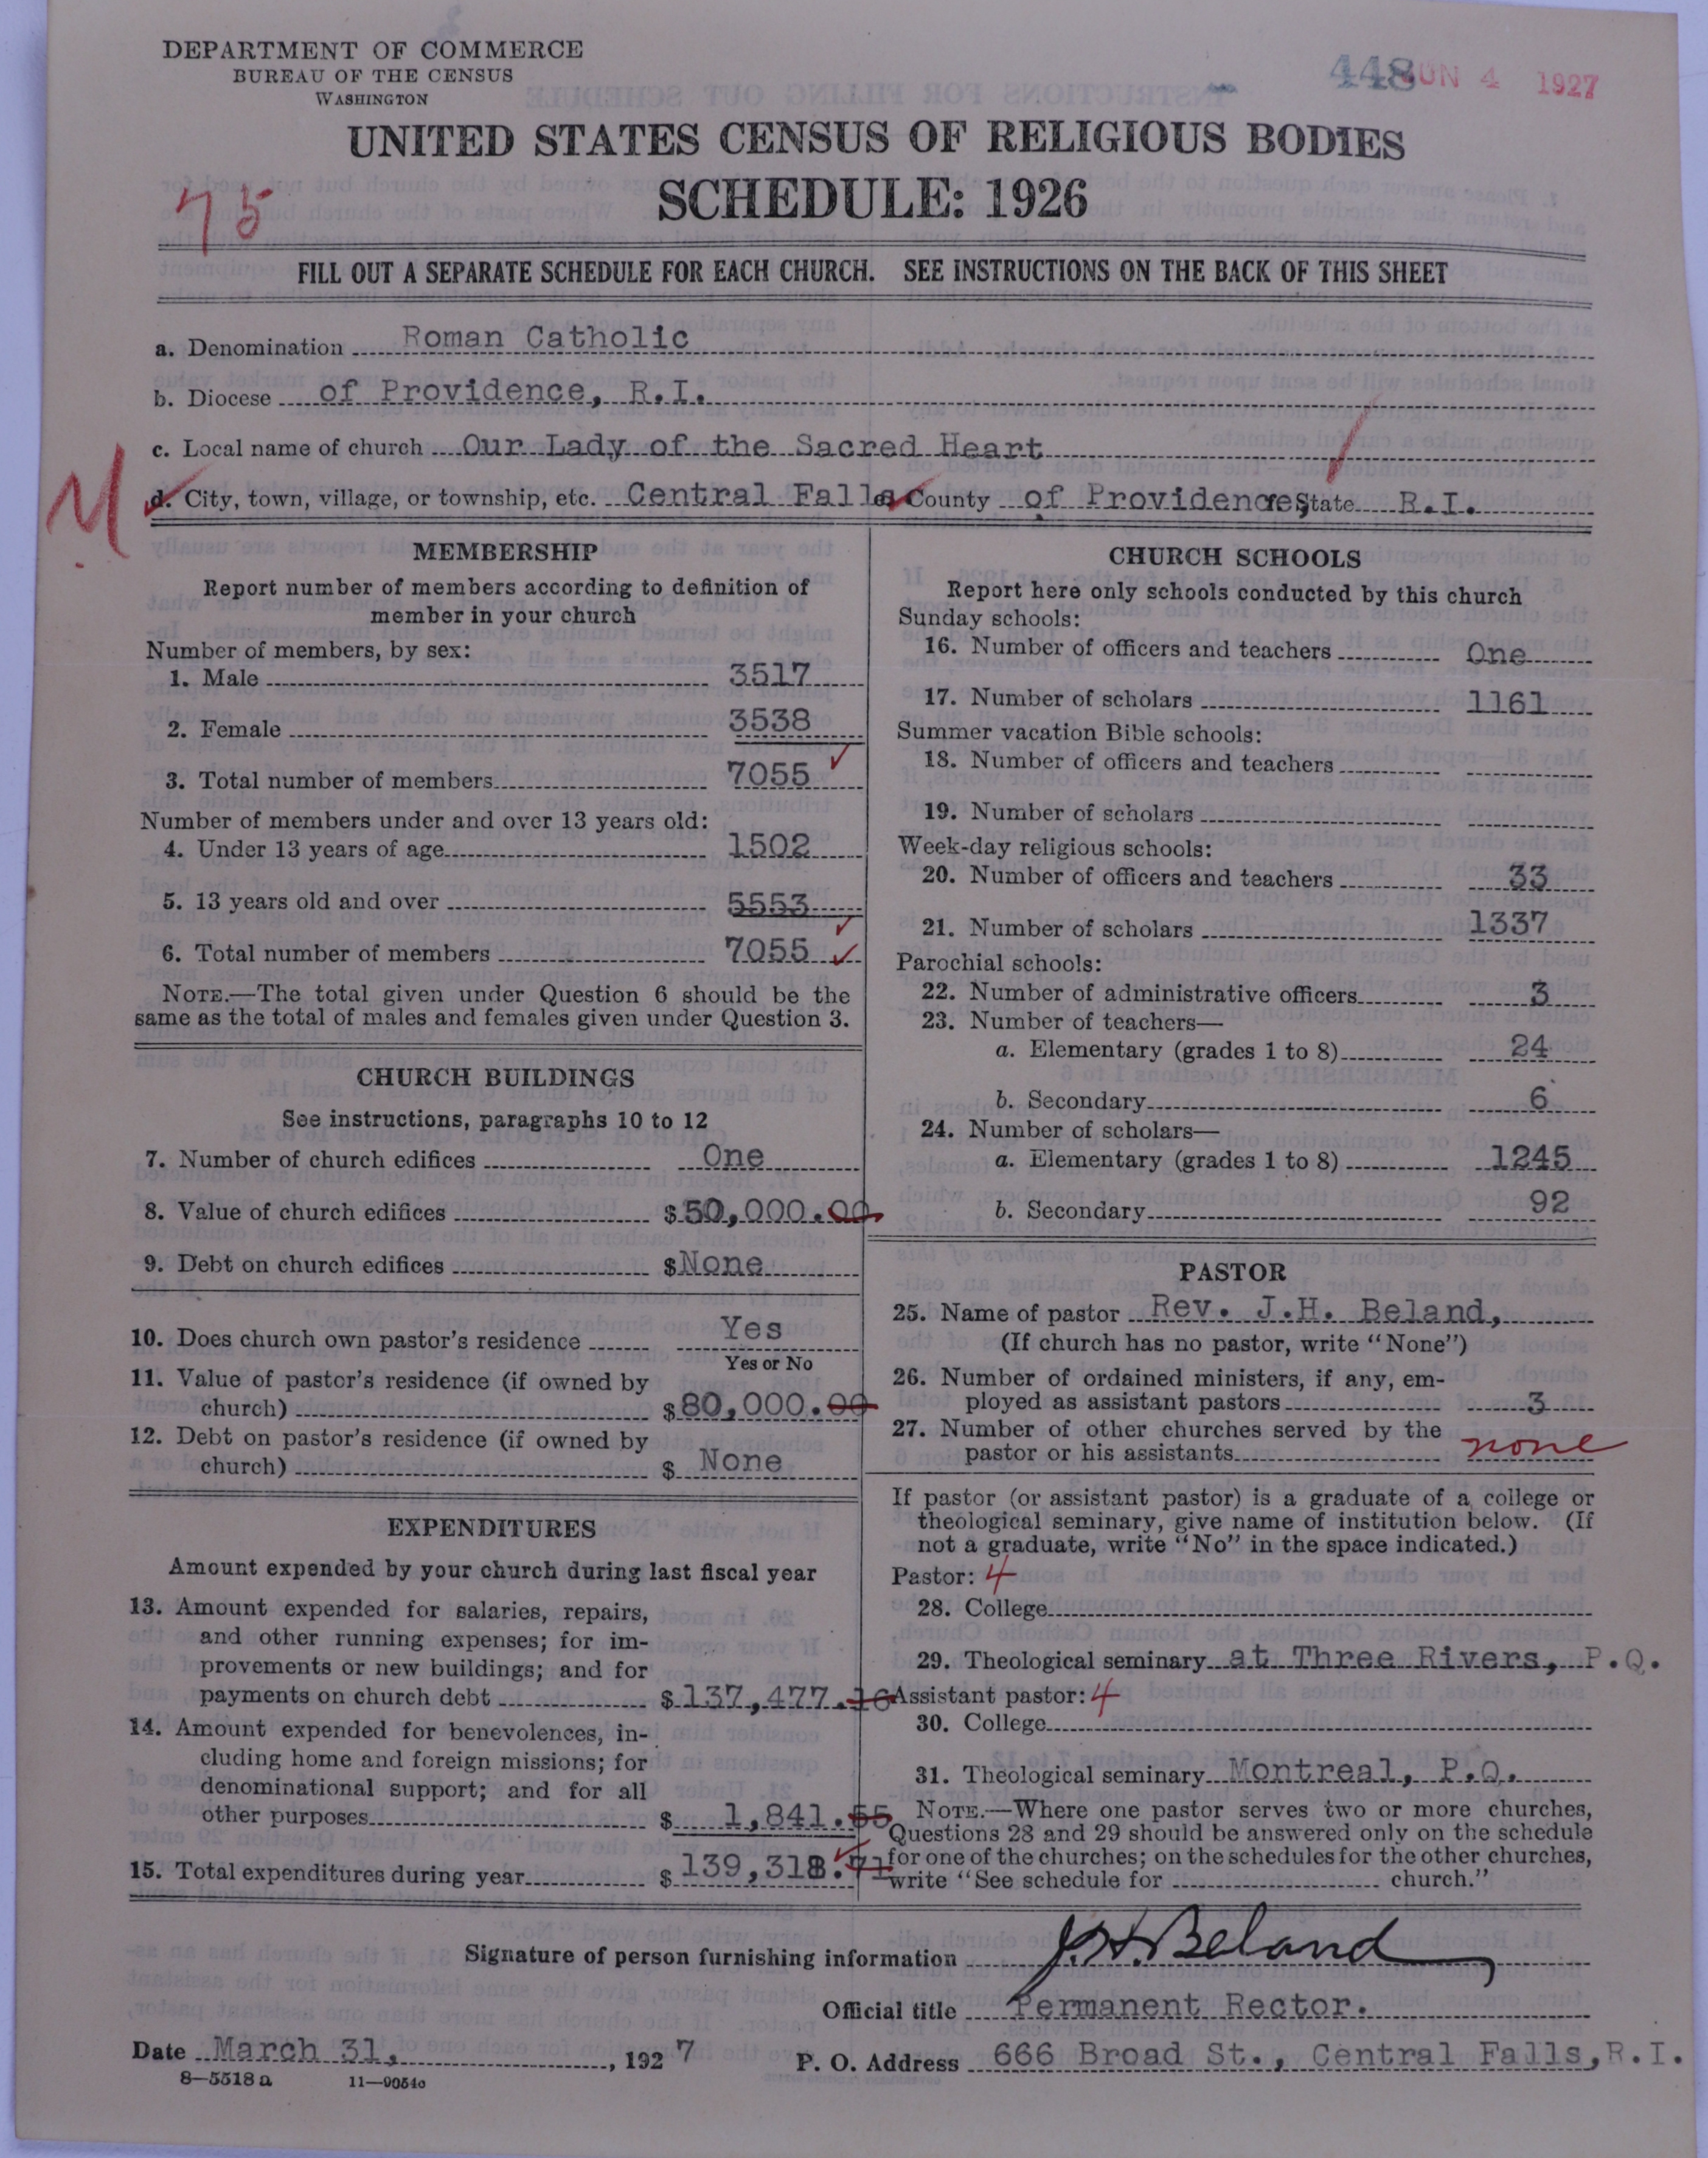 DEPARTMENT OF COMMERCE
BUREAU OF THE CENSUS
WASHINGTON
448
JUN 4 1927
UNITED STATES CENSUS OF RELIGIOUS BODIES
SCHEDULE: 1926
75
FILL OUT A SEPARATE SCHEDULE FOR EACH CHURCH. SEE INSTRUCTIONS ON THE BACK OF THIS SHEET
a. Denomination Roman Catholic
b. Diocese of Providence, R.I.
c. Local name of church Our Lady of the Sacred Heart
M
d. City, town, village, or township, etc. Central Falls County of Providence State R.I.
MEMBERSHIP
Report number of members according to definition of
member in your church
Number of members, by sex:
1. Male 3517
2. Female 3538
3. Total number of members 7055
Number of members under and over 13 years old:
4. Under 13 years of age 1502
5. 13 years old and over 5553
6. Total number of members 7055
NOTE.—The total given under Question 6 should be the
same as the total of males and females given under Question 3.
CHURCH BUILDINGS
See instructions, paragraphs 10 to 12
7. Number of church edifices One
8. Value of church edifices $50,000.00
9. Debt on church edifices $None
10. Does church own pastor's residence Yes
Yes or No
11. Value of pastor's residence (if owned by
church) $80,000.00
12. Debt on pastor's residence (if owned by
church) $ None
EXPENDITURES
Amount expended by your church during last fiscal year
13. Amount expended for salaries, repairs,
and other running expenses; for im-
provements or new buildings; and for
payments on church debt $137,477.16
14. Amount expended for benevolences, in-
cluding home and foreign missions; for
denominational support; and for all
other purposes $ 1,841.55
15. Total expenditures during year $139,318.71
CHURCH SCHOOLS
Report here only schools conducted by this church
Sunday schools:
16. Number of officers and teachers One
17. Number of scholars 1161
Summer vacation Bible schools:
18. Number of officers and teachers
19. Number of scholars
Week-day religious schools:
20. Number of officers and teachers 33
21. Number of scholars 1337
Parochial schools:
22. Number of administrative officers 3
23. Number of teachers—
a. Elementary (grades 1 to 8) 24
b. Secondary 6
24. Number of scholars—
a. Elementary (grades 1 to 8) 1245
b. Secondary 92
PASTOR
25. Name of pastor Rev. J.H. Beland,
(If church has no pastor, write "None")
26. Number of ordained ministers, if any, em-
ployed as assistant pastors 3
27. Number of other churches served by the
pastor or his assistants none
If pastor (or assistant pastor) is a graduate of a college or
theological seminary, give name of institution below. (If
not a graduate, write "No" in the space indicated.)
Pastor: 4
28. College
29. Theological seminary at Three Rivers, P.Q.
Assistant pastor: 4
30. College
31. Theological seminary Montreal, P.Q.
NOTE.—Where one pastor serves two or more churches,
Questions 28 and 29 should be answered only on the schedule
for one of the churches; on the schedules for the other churches,
write "See schedule for church."
Signature of person furnishing information J.H. Beland
Official title Permanent Rector.
Date March 31, 1927
P. O. Address 666 Broad St., Central Falls, R.I.
8—5518a 11—9054c